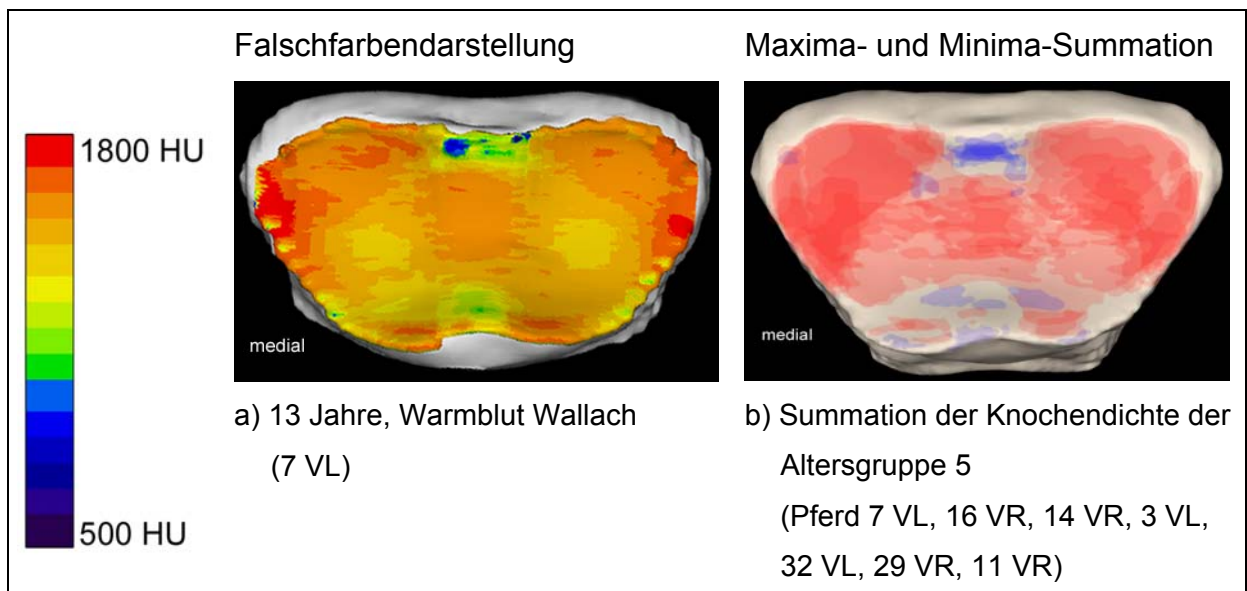 Falschfarbendarstellung
Maxima- und Minima-Summation
1800 HU
500 HU
medial
medial
a) 13 Jahre, Warmblut Wallach
(7 VL)
b) Summation der Knochendichte der
Altersgruppe 5
(Pferd 7 VL, 16 VR, 14 VR, 3 VL,
32 VL, 29 VR, 11 VR)